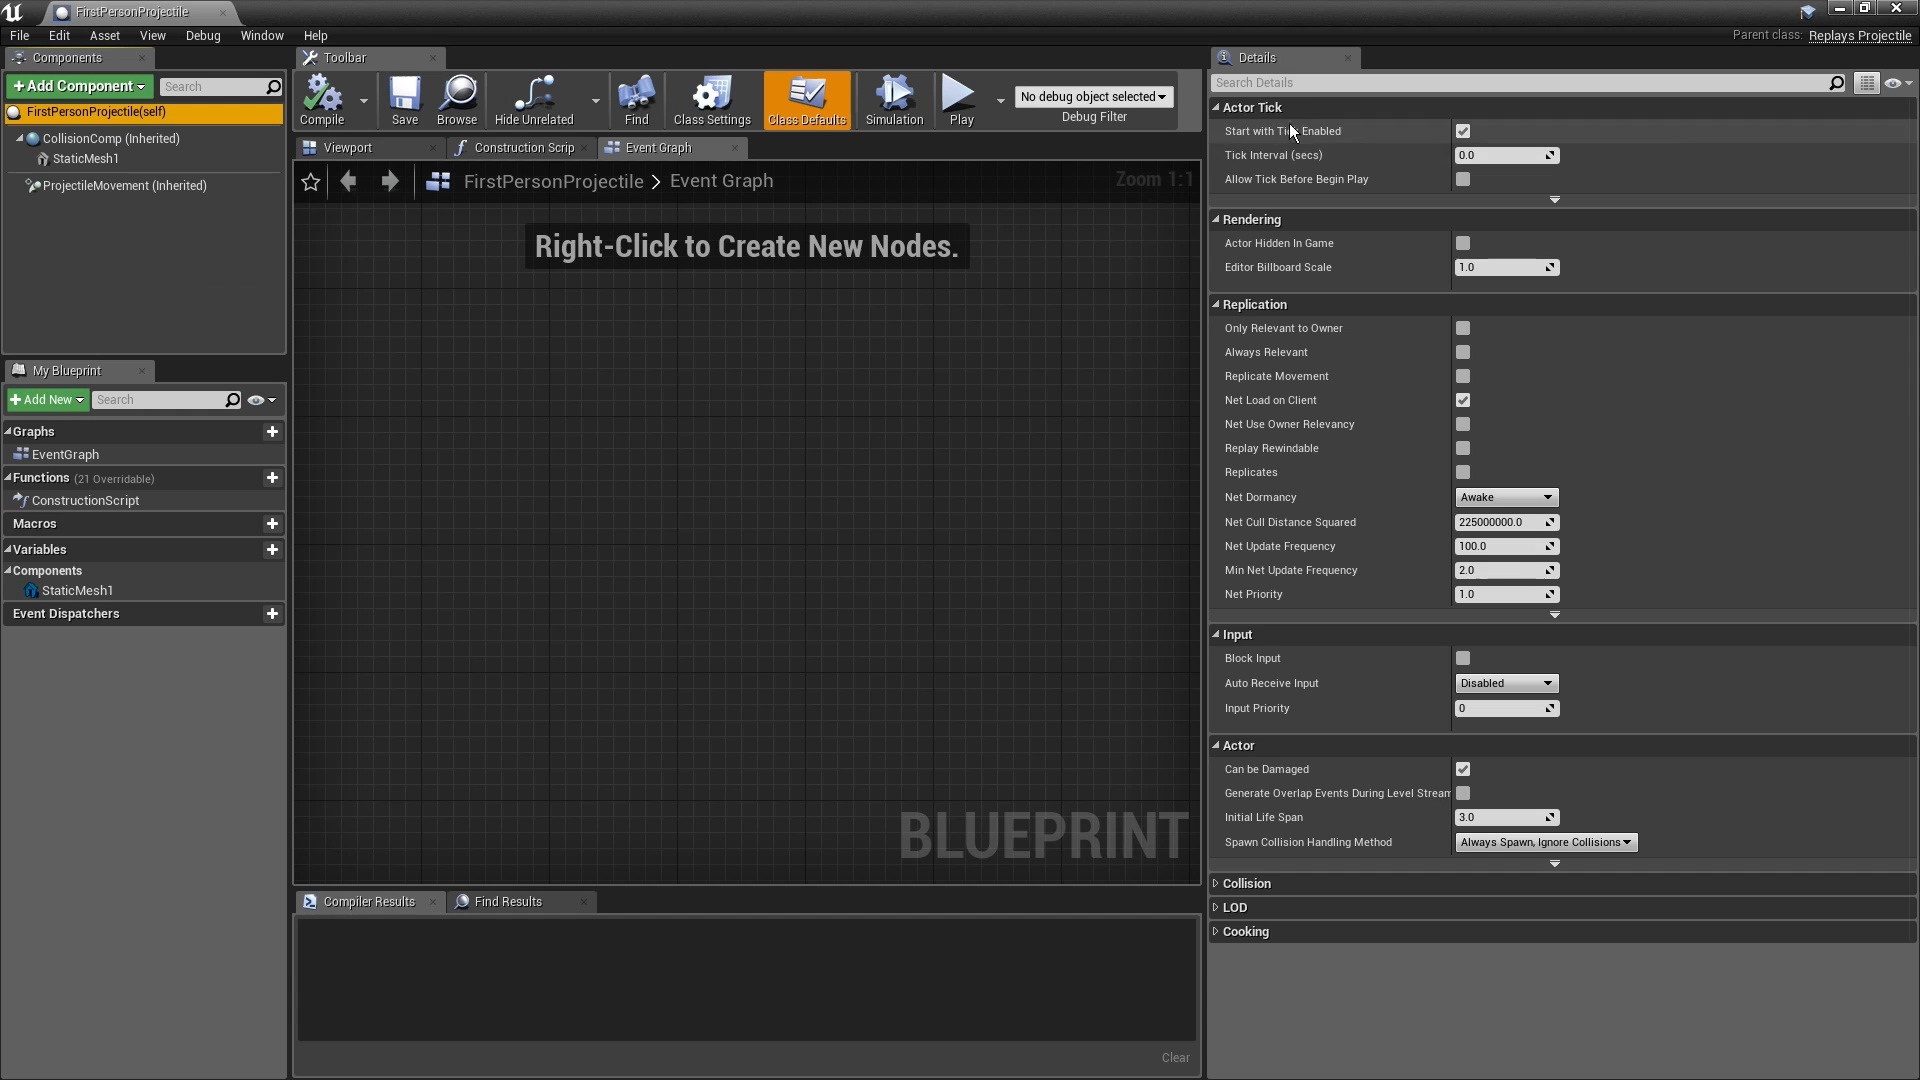 FirstPersonProjectile
File Edit Asset View Debug Window Help
Parent class: Replays Projectile
Components
+Add Component
Search
FirstPersonProjectile(self)
CollisionComp (Inherited)
StaticMesh1
ProjectileMovement (Inherited)
My Blueprint
+Add New
Search
Graphs
EventGraph
Functions (21 Overridable)
ConstructionScript
Macros
Variables
Components
StaticMesh1
Event Dispatchers
Toolbar
Compile
Save
Browse
Hide Unrelated
Find
Class Settings
Class Defaults
Simulation
Play
No debug object selected
Debug Filter
Viewport
Construction Scrip
Event Graph
FirstPersonProjectile > Event Graph
Zoom 1:1
Right-Click to Create New Nodes.
BLUEPRINT
Compiler Results
Find Results
Clear
Details
Search Details
Actor Tick
Start with Tick Enabled
Tick Interval (secs) 0.0
Allow Tick Before Begin Play
Rendering
Actor Hidden In Game
Editor Billboard Scale 1.0
Replication
Only Relevant to Owner
Always Relevant
Replicate Movement
Net Load on Client
Net Use Owner Relevancy
Replay Rewindable
Replicates
Net Dormancy Awake
Net Cull Distance Squared 225000000.0
Net Update Frequency 100.0
Min Net Update Frequency 2.0
Net Priority 1.0
Input
Block Input
Auto Receive Input Disabled
Input Priority 0
Actor
Can be Damaged
Generate Overlap Events During Level Stream
Initial Life Span 3.0
Spawn Collision Handling Method Always Spawn, Ignore Collisions
Collision
LOD
Cooking